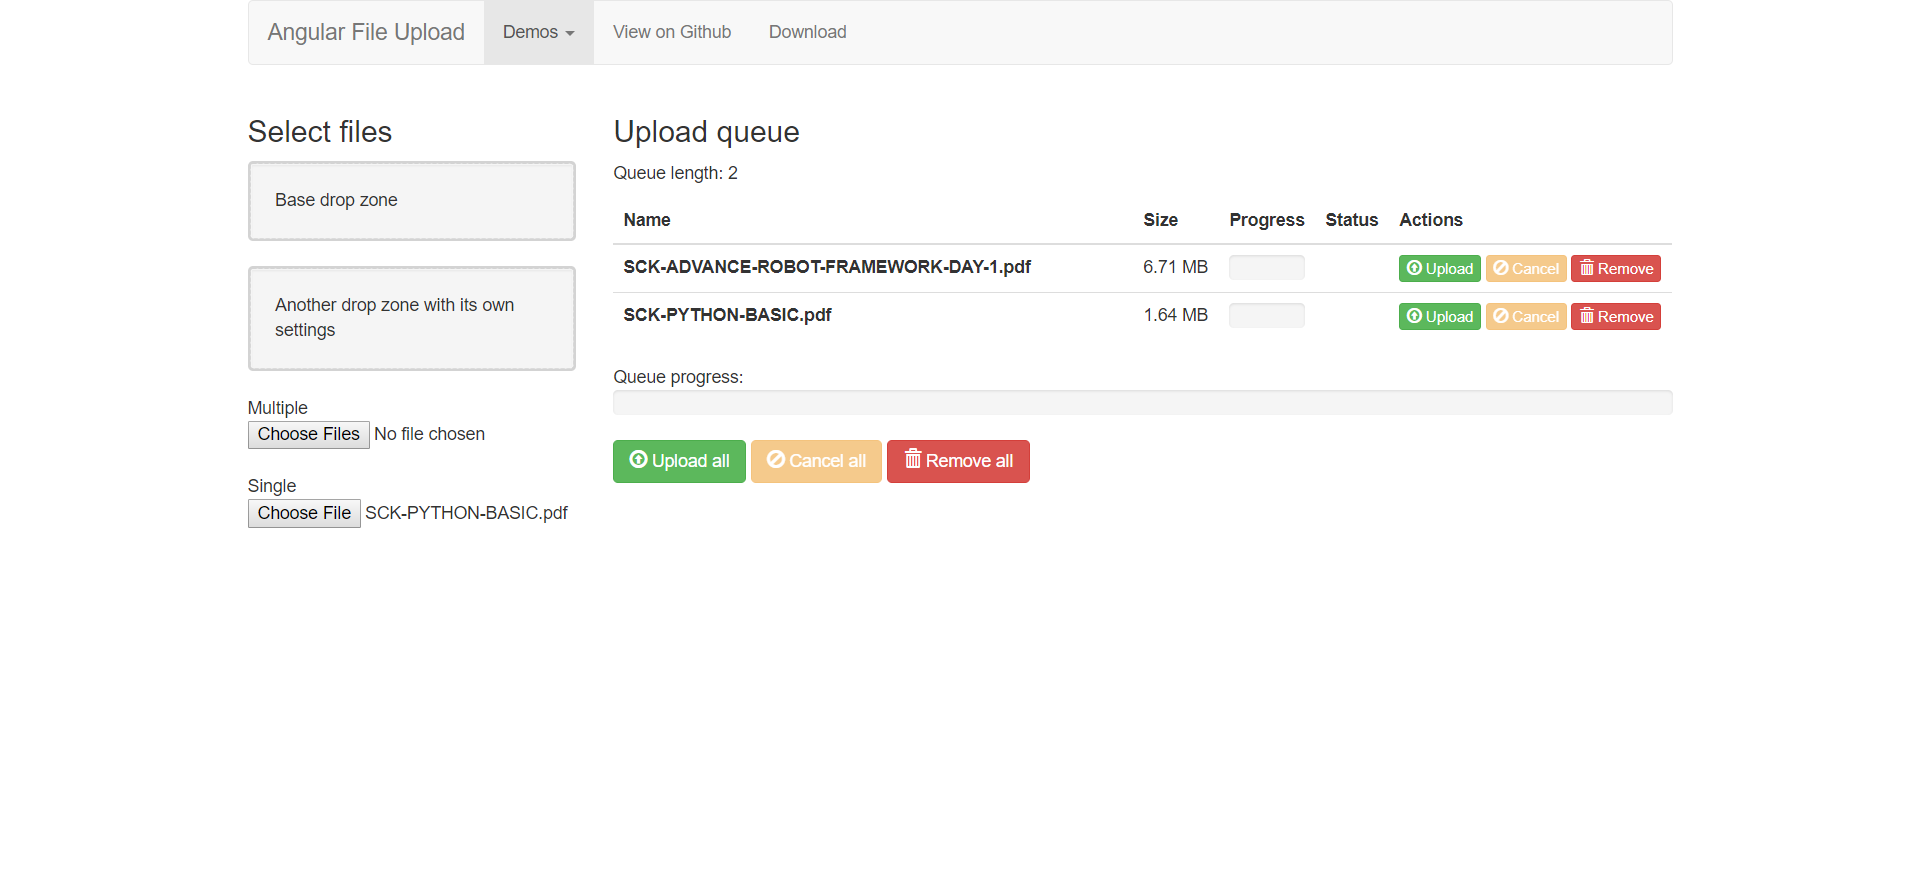 Angular File Upload
Demos
View on Github
Download
Select files
Base drop zone
Another drop zone with its own
settings
Multiple
Choose Files No file chosen
Single
Choose File SCK-PYTHON-BASIC.pdf
Upload queue
Queue length: 2
Name Size Progress Status Actions
SCK-ADVANCE-ROBOT-FRAMEWORK-DAY-1.pdf 6.71 MB Upload Cancel Remove
SCK-PYTHON-BASIC.pdf 1.64 MB Upload Cancel Remove
Queue progress:
Upload all Cancel all Remove all